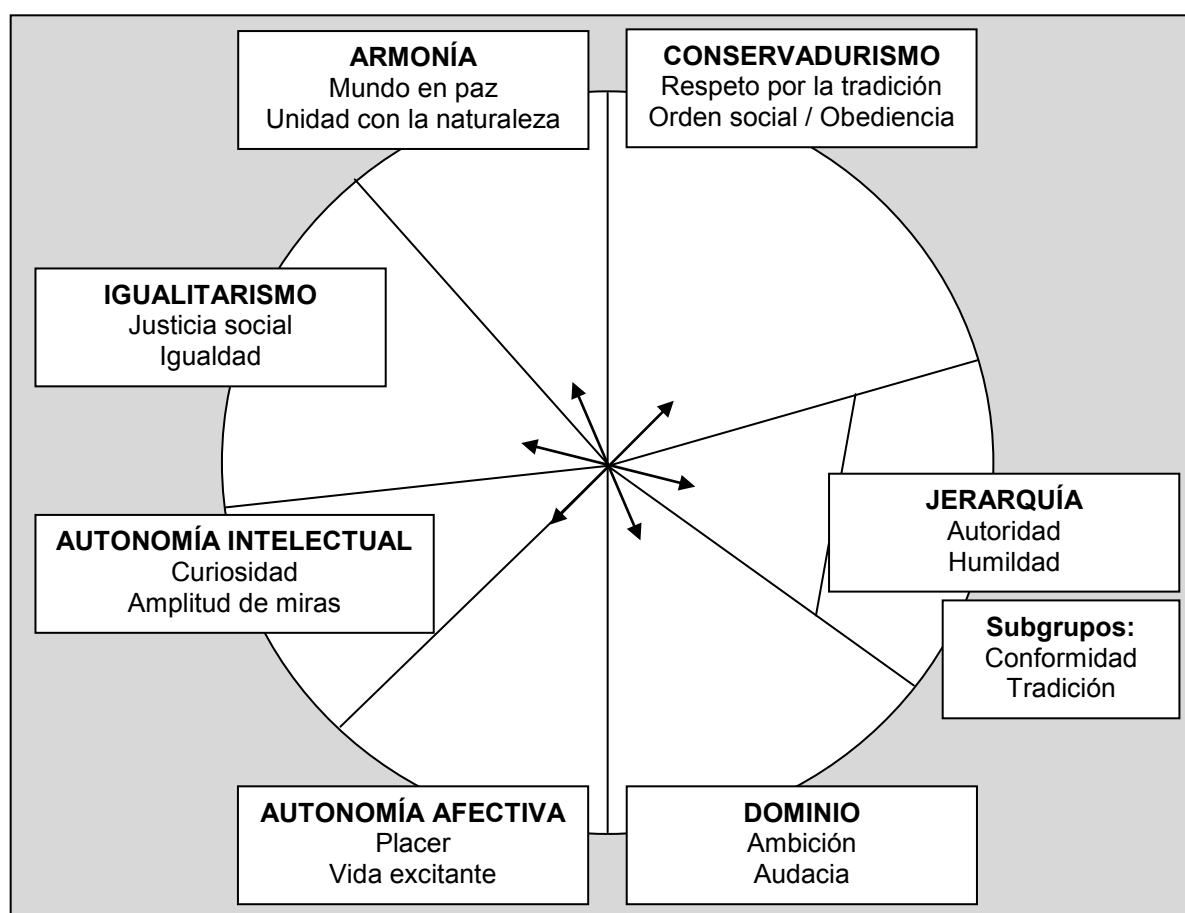 ARMONÍA
Mundo en paz
Unidad con la naturaleza
CONSERVADURISMO
Respeto por la tradición
Orden social / Obediencia
IGUALITARISMO
Justicia social
Igualdad
JERARQUÍA
Autoridad
Humildad
AUTONOMÍA INTELECTUAL
Curiosidad
Amplitud de miras
Subgrupos:
Conformidad
Tradición
AUTONOMÍA AFECTIVA
Placer
Vida excitante
DOMINIO
Ambición
Audacia